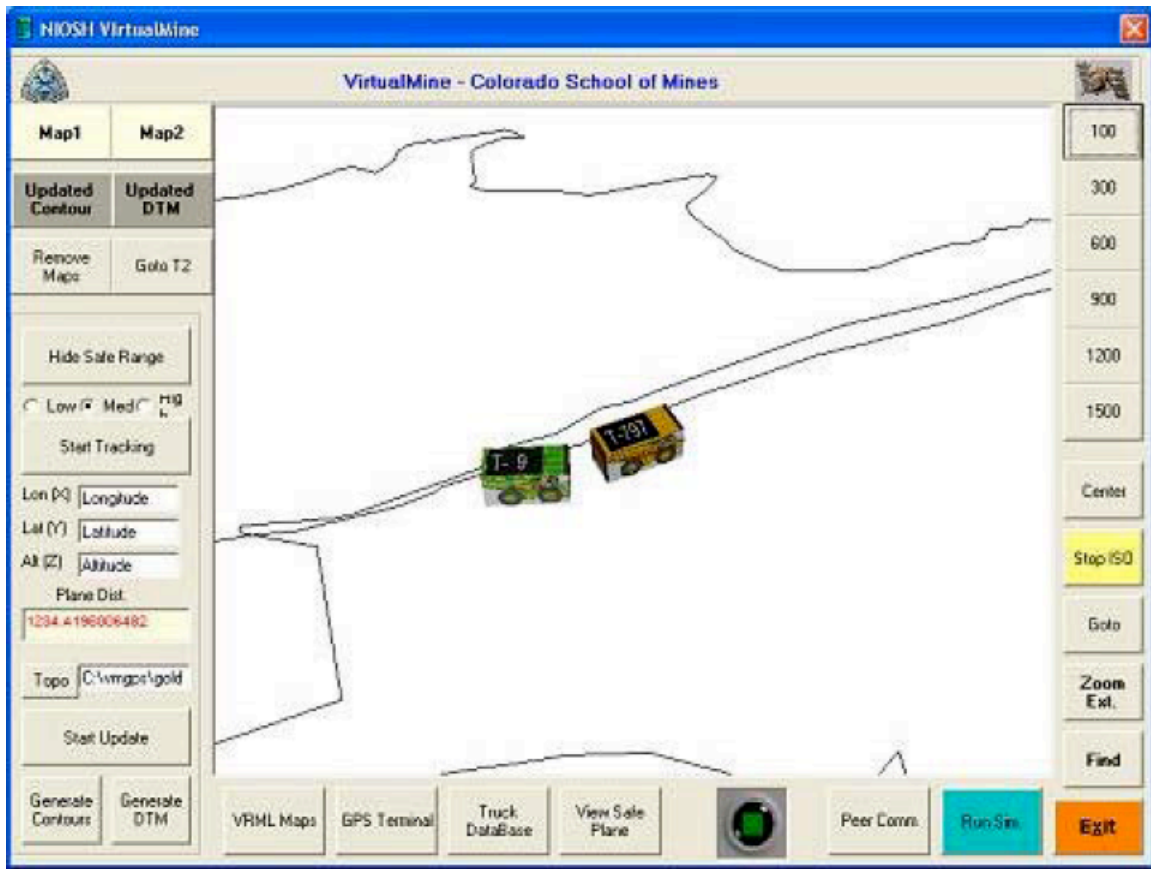 NIOSH VirtualMine
VirtualMine - Colorado School of Mines
Map1
Map2
Updated
Contour
Updated
DTM
Remove
Maps
Goto T2
Hide Safe Range
Low
Med
Hig
h
Start Tracking
Lon (X)
Longitude
Lat (Y)
Latitude
Alt (Z)
Altitude
Plane Dist.
1234.4196006482
Topo
C:\vmgps\gold
Start Update
Generate
Contours
Generate
DTM
T- 9
T-797
100
300
600
900
1200
1500
Center
Stop ISO
Goto
Zoom
Ext.
Find
VRML Maps
GPS Terminal
Truck
DataBase
View Safe
Plane
Peer Comm.
Run Sim.
Exit